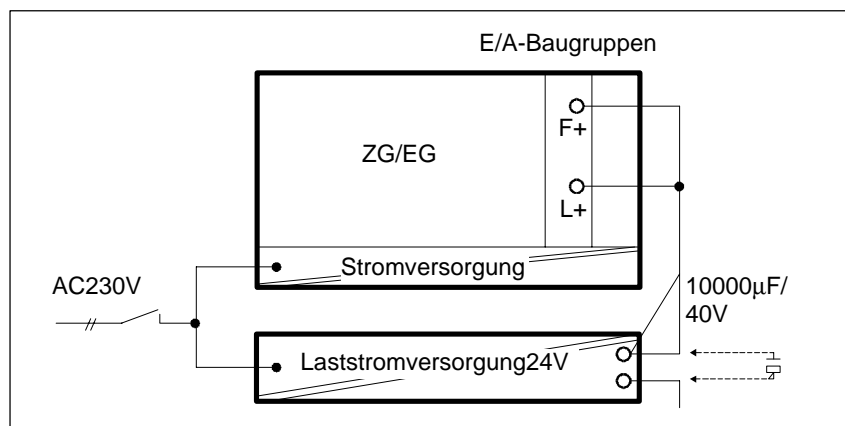 E/A-Baugruppen
F+
ZG/EG
L+
Stromversorgung
AC230V
10000µF/
40V
Laststromversorgung24V